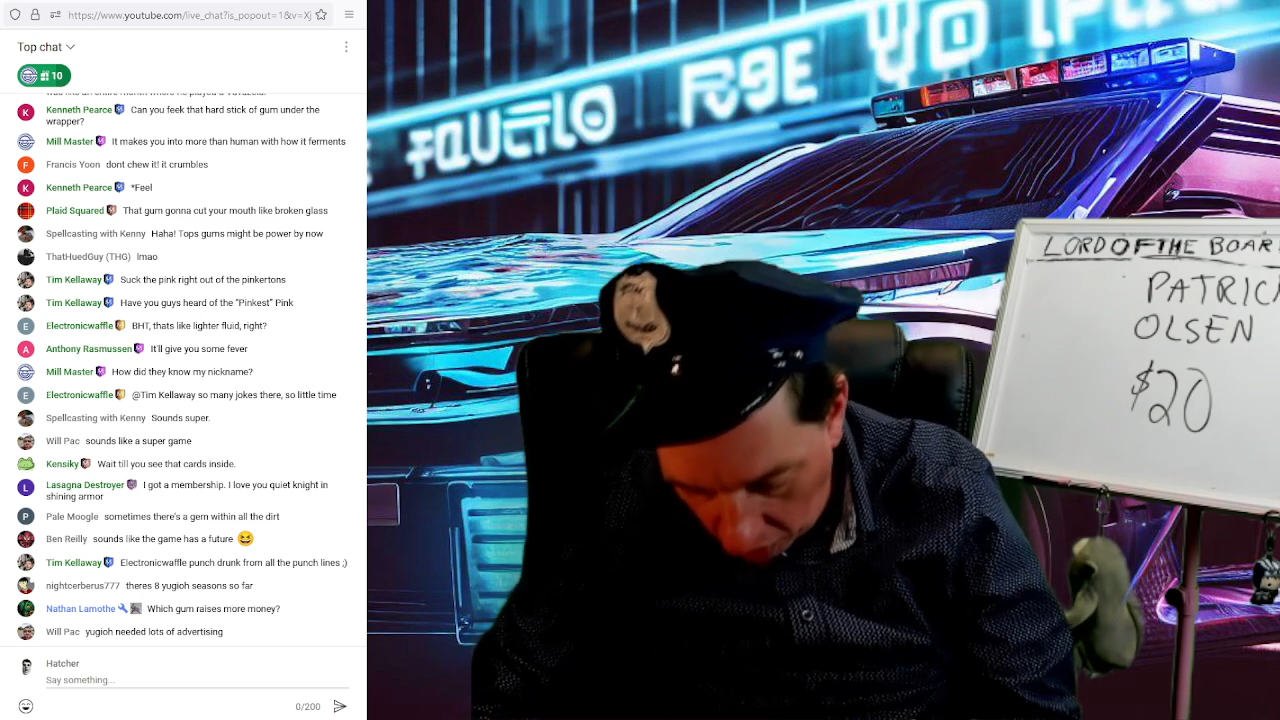 https://www.youtube.com/live_chat?is_popout=1&v=Xj
Top chat
10
Kenneth Pearce Can you feek that hard stick of gum under the
wrapper?
Mill Master It makes you into more than human with how it ferments
Francis Yoon dont chew it! it crumbles
Kenneth Pearce *Feel
Plaid Squared That gum gonna cut your mouth like broken glass
Spellcasting with Kenny Haha! Tops gums might be power by now
ThatHuedGuy (THG) lmao
Tim Kellaway Suck the pink right out of the pinkertons
Tim Kellaway Have you guys heard of the "Pinkest" Pink
Electronicwaffle BHT, thats like lighter fluid, right?
Anthony Rasmussen It'll give you some fever
Mill Master How did they know my nickname?
Electronicwaffle @Tim Kellaway so many jokes there, so little time
Spellcasting with Kenny Sounds super.
Will Pac sounds like a super game
Kensiky Wait till you see that cards inside.
Lasagna Destroyer I got a membership. I love you quiet knight in
shining armor
Pale Moogle sometimes there's a gem within all the dirt
Ben Reilly sounds like the game has a future
Tim Kellaway Electronicwaffle punch drunk from all the punch lines ;)
nightcerberus777 theres 8 yugioh seasons so far
Nathan Lamothe Which gum raises more money?
Will Pac yugioh needed lots of advertising
Hatcher
Say something...
0/200
LORD OF THE BOAR
PATRIC
OLSEN
$20